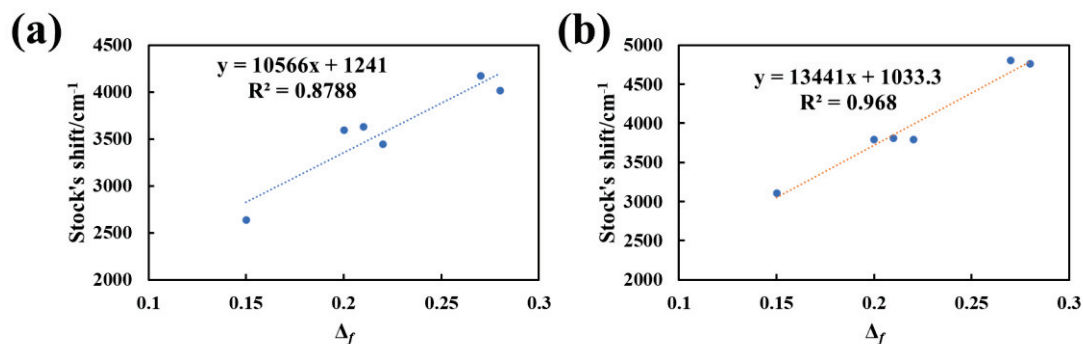 (a)
Stock's shift/cm⁻¹
4500
4000
3500
3000
2500
2000
y = 10566x + 1241
R² = 0.8788
0.1 0.15 0.2 0.25 0.3
Δf
(b)
Stock's shift/cm⁻¹
5000
4500
4000
3500
3000
2500
2000
y = 13441x + 1033.3
R² = 0.968
0.1 0.15 0.2 0.25 0.3
Δf